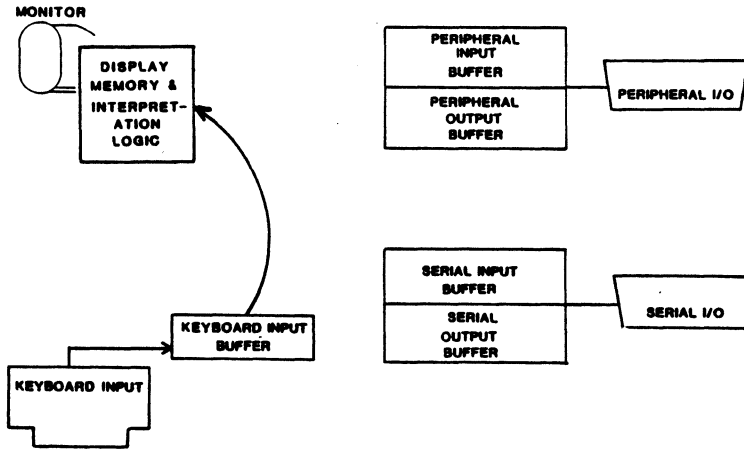 MONITOR
DISPLAY
MEMORY &
INTERPRET-
ATION
LOGIC
PERIPHERAL
INPUT
BUFFER
PERIPHERAL
OUTPUT
BUFFER
PERIPHERAL I/O
KEYBOARD INPUT
BUFFER
KEYBOARD INPUT
SERIAL INPUT
BUFFER
SERIAL
OUTPUT
BUFFER
SERIAL I/O